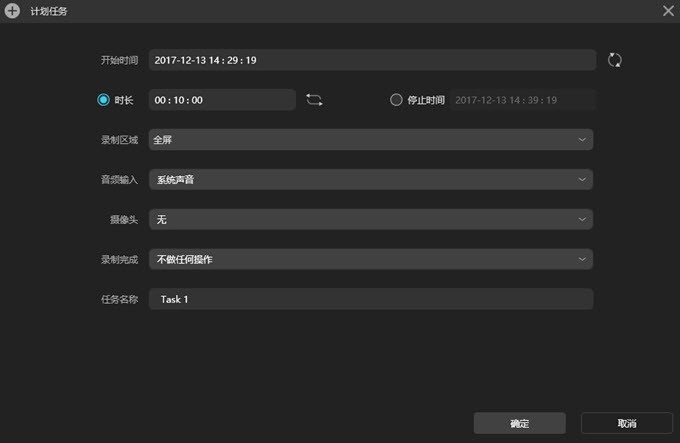 计划任务
开始时间 2017-12-13 14 : 29 : 19
时长 00 : 10 : 00 停止时间 2017-12-13 14 : 39 : 19
录制区域 全屏
音频输入 系统声音
摄像头 无
录制完成 不做任何操作
任务名称 Task 1
确定 取消